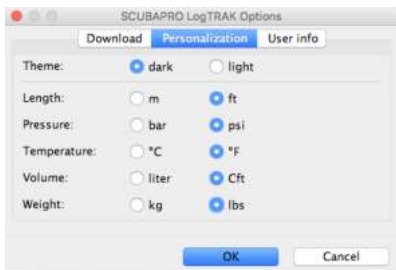 SCUBAPRO LogTRAK Options
Download Personalization User info
Theme: dark light
Length: m ft
Pressure: bar psi
Temperature: °C °F
Volume: liter Cft
Weight: kg lbs
OK Cancel